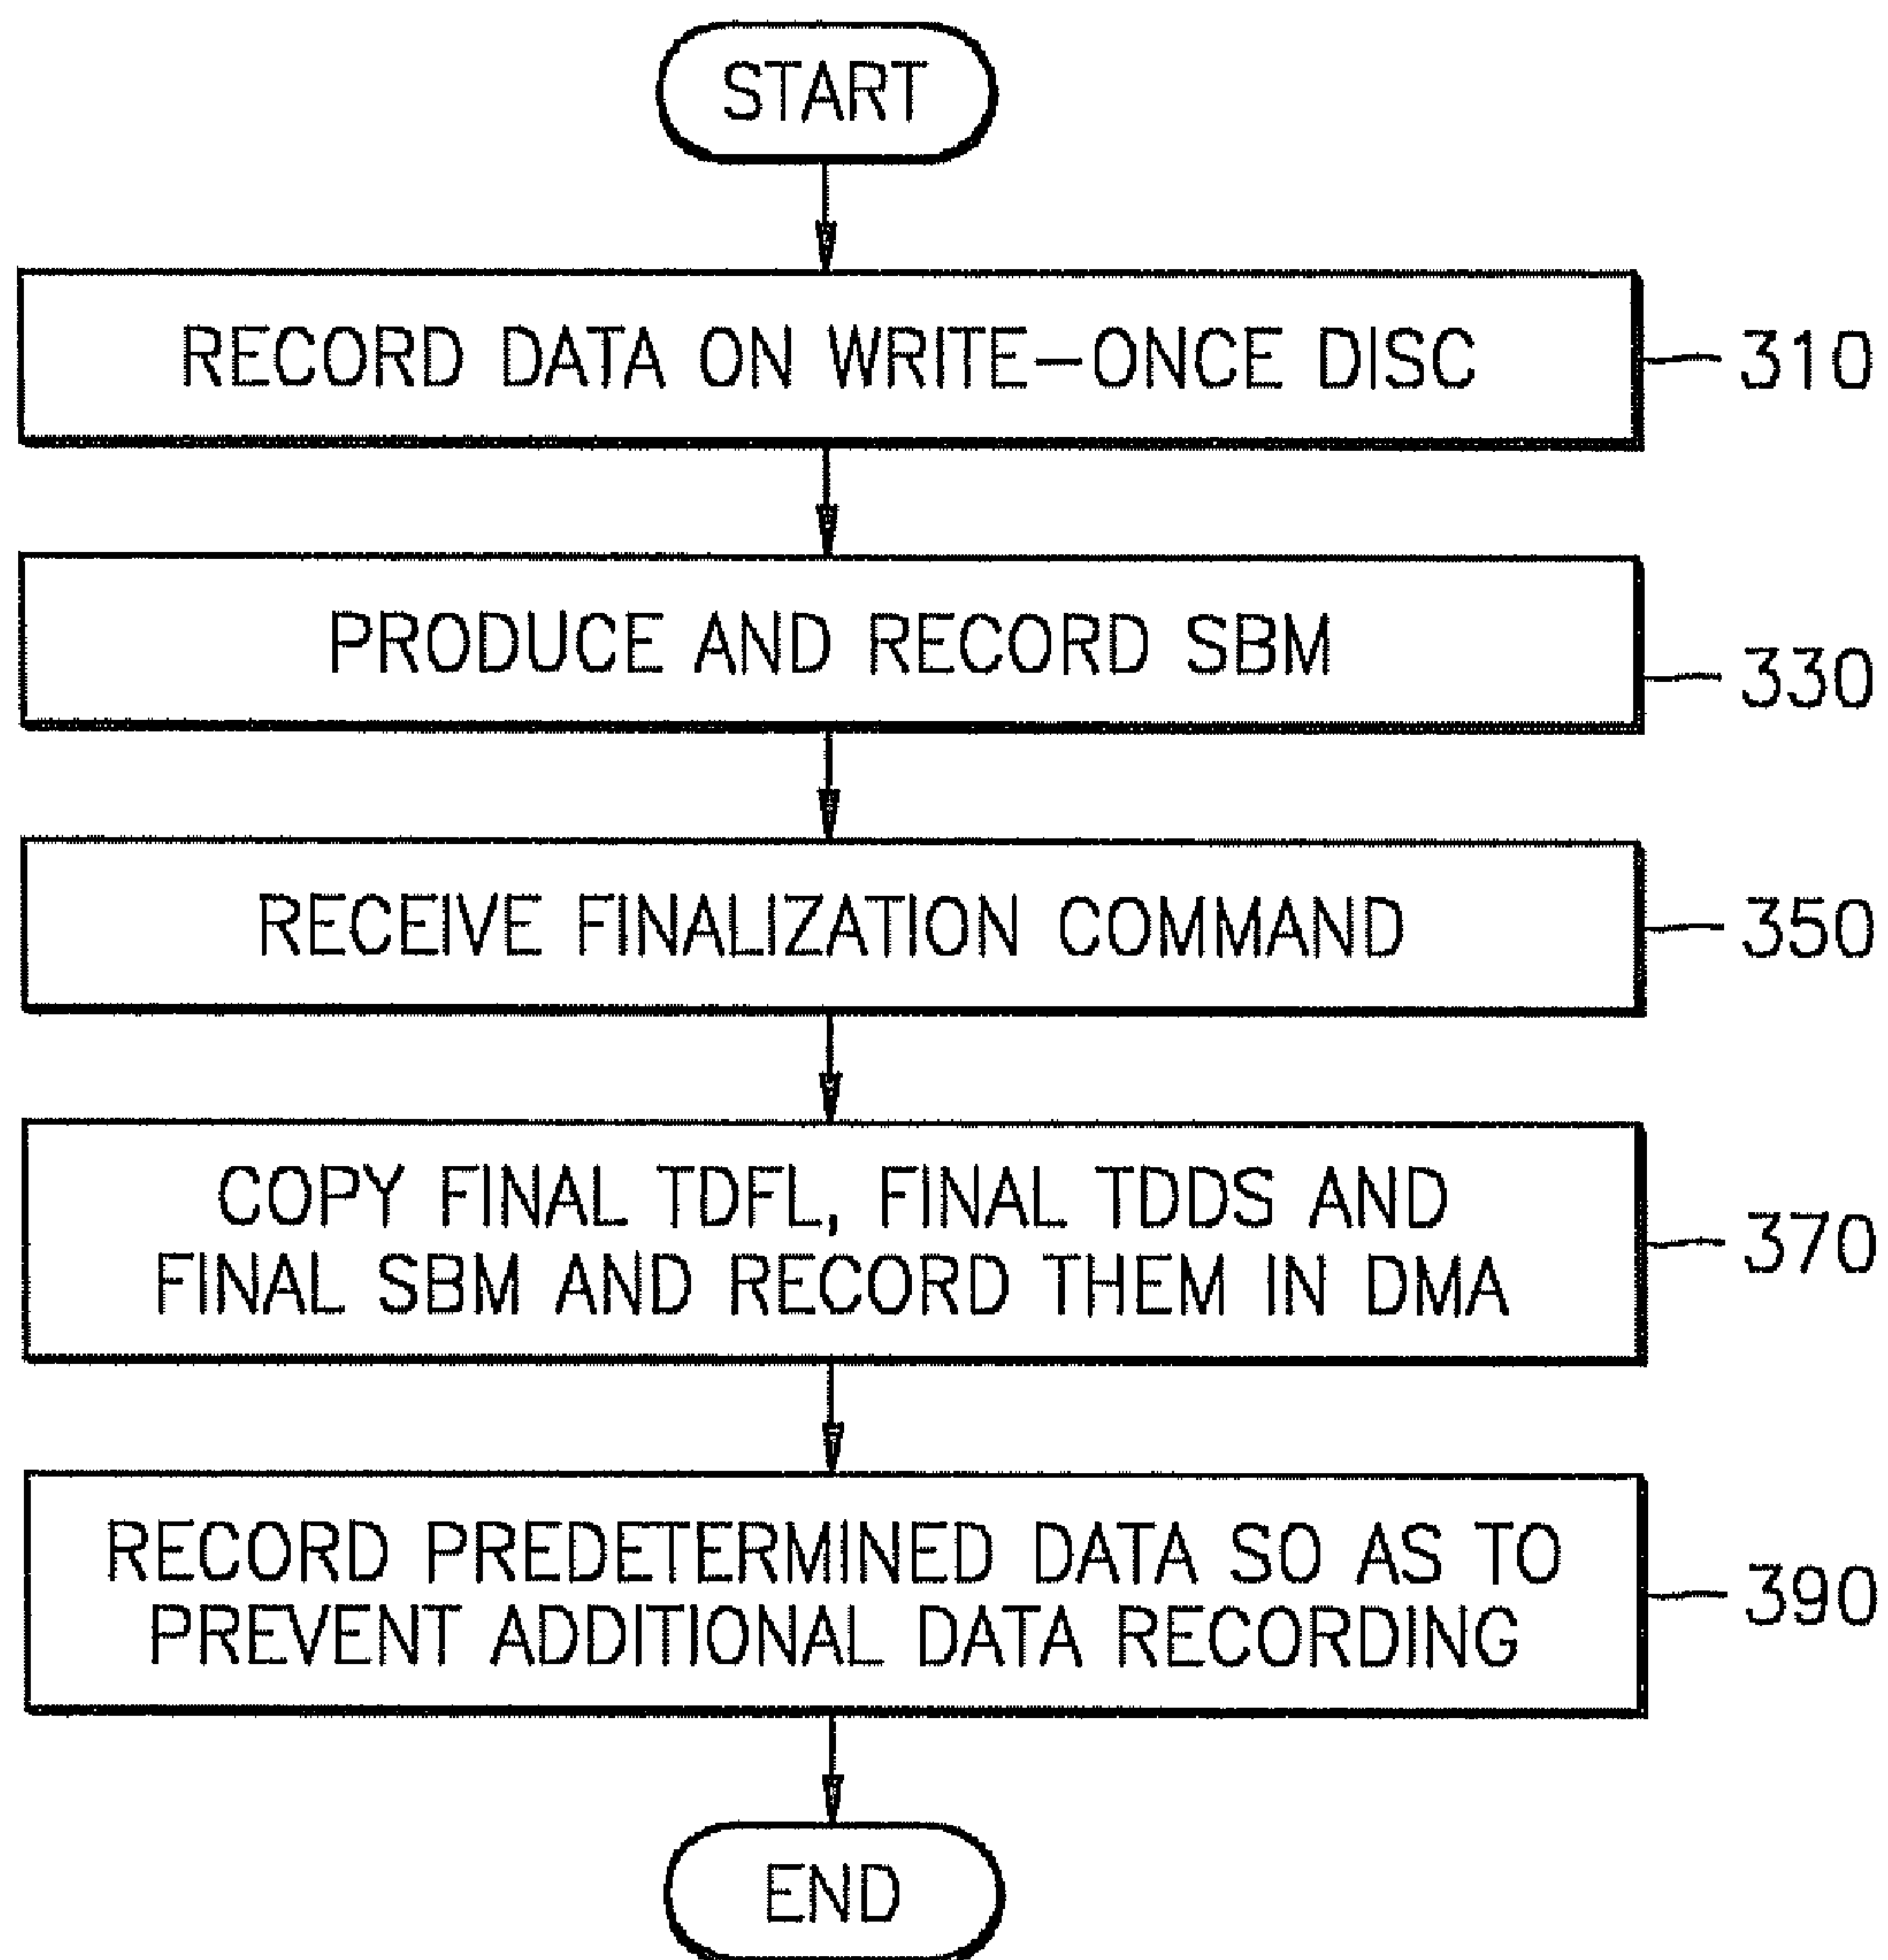 START
RECORD DATA ON WRITE-ONCE DISC
310
PRODUCE AND RECORD SBM
330
RECEIVE FINALIZATION COMMAND
350
COPY FINAL TDFL, FINAL TDDS AND
FINAL SBM AND RECORD THEM IN DMA
370
RECORD PREDETERMINED DATA SO AS TO
PREVENT ADDITIONAL DATA RECORDING
390
END